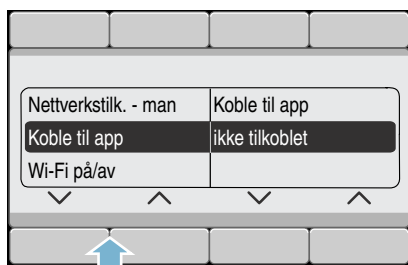 Nettverkstilk. - man Koble til app
Koble til app ikke tilkoblet
Wi-Fi på/av